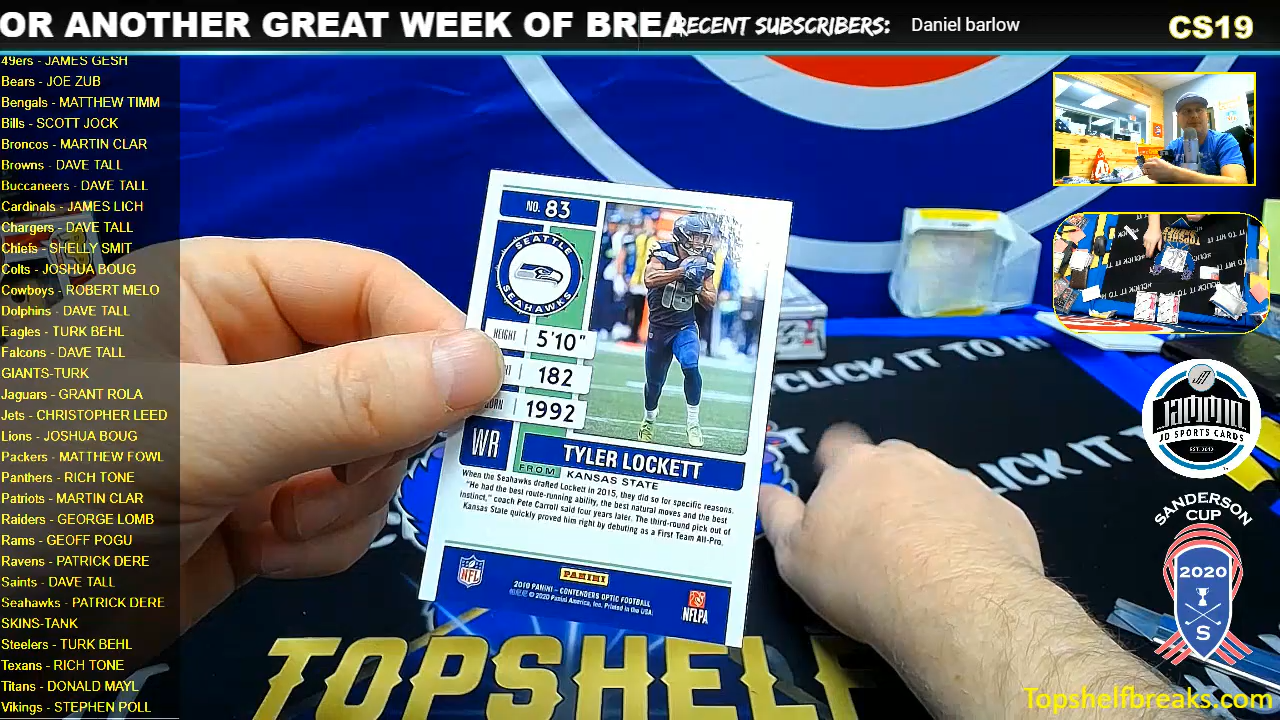 OR ANOTHER GREAT WEEK OF BREA
RECENT SUBSCRIBERS:
Daniel barlow
CS19
49ers - JAMES GESH
Bears - JOE ZUB
Bengals - MATTHEW TIMM
Bills - SCOTT JOCK
Broncos - MARTIN CLAR
Browns - DAVE TALL
Buccaneers - DAVE TALL
Cardinals - JAMES LICH
Chargers - DAVE TALL
Chiefs - SHELLY SMIT
Colts - JOSHUA BOUG
Cowboys - ROBERT MELO
Dolphins - DAVE TALL
Eagles - TURK BEHL
Falcons - DAVE TALL
GIANTS-TURK
Jaguars - GRANT ROLA
Jets - CHRISTOPHER LEED
Lions - JOSHUA BOUG
Packers - MATTHEW FOWL
Panthers - RICH TONE
Patriots - MARTIN CLAR
Raiders - GEORGE LOMB
Rams - GEOFF POGU
Ravens - PATRICK DERE
Saints - DAVE TALL
Seahawks - PATRICK DERE
SKINS-TANK
Steelers - TURK BEHL
Texans - RICH TONE
Titans - DONALD MAYL
Vikings - STEPHEN POLL
NO. 83
SEATTLE
SEAHAWKS
HEIGHT 5'10"
182
1992
WR
TYLER LOCKETT
FROM KANSAS STATE
When the Seahawks drafted Lockett in 2015, they did so for specific reasons.
"He had the best route-running ability, the best natural moves and the best
instinct," coach Pete Carroll said four years later. The third-round pick out of
Kansas State quickly proved him right by debuting as a First Team All-Pro.
NFL
PANINI
2019 PANINI - CONTENDERS OPTIC FOOTBALL
© 2020 Panini America, Inc. Printed in the USA.
NFLPA
CLICK IT TO
CLICK IT T
TOPSHELF
JAMMIN
JD SPORTS CARDS
EST. 2012
SANDERSON
CUP
2020
S
Topshelfbreaks.com